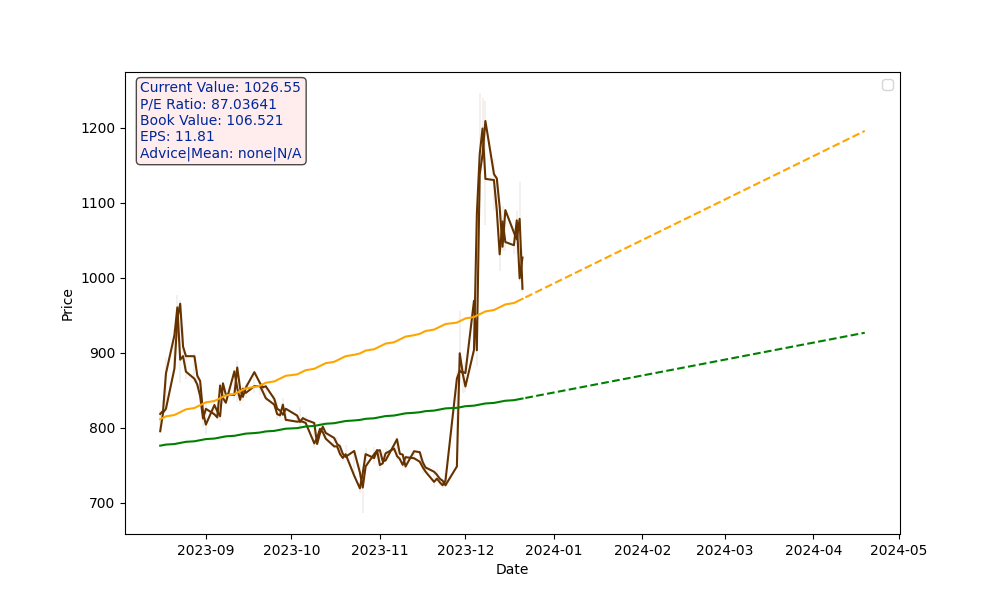 Current Value: 1026.55
P/E Ratio: 87.03641
Book Value: 106.521
EPS: 11.81
Advice|Mean: none|N/A
1200
1100
1000
900
800
700
Price
2023-09 2023-10 2023-11 2023-12 2024-01 2024-02 2024-03 2024-04 2024-05
Date